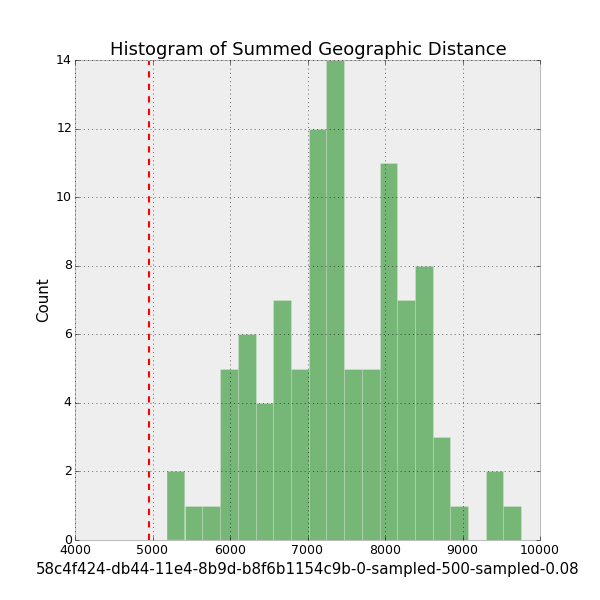 Histogram of Summed Geographic Distance
14
12
10
8
6
4
2
0
Count
4000 5000 6000 7000 8000 9000 10000
58c4f424-db44-11e4-8b9d-b8f6b1154c9b-0-sampled-500-sampled-0.08